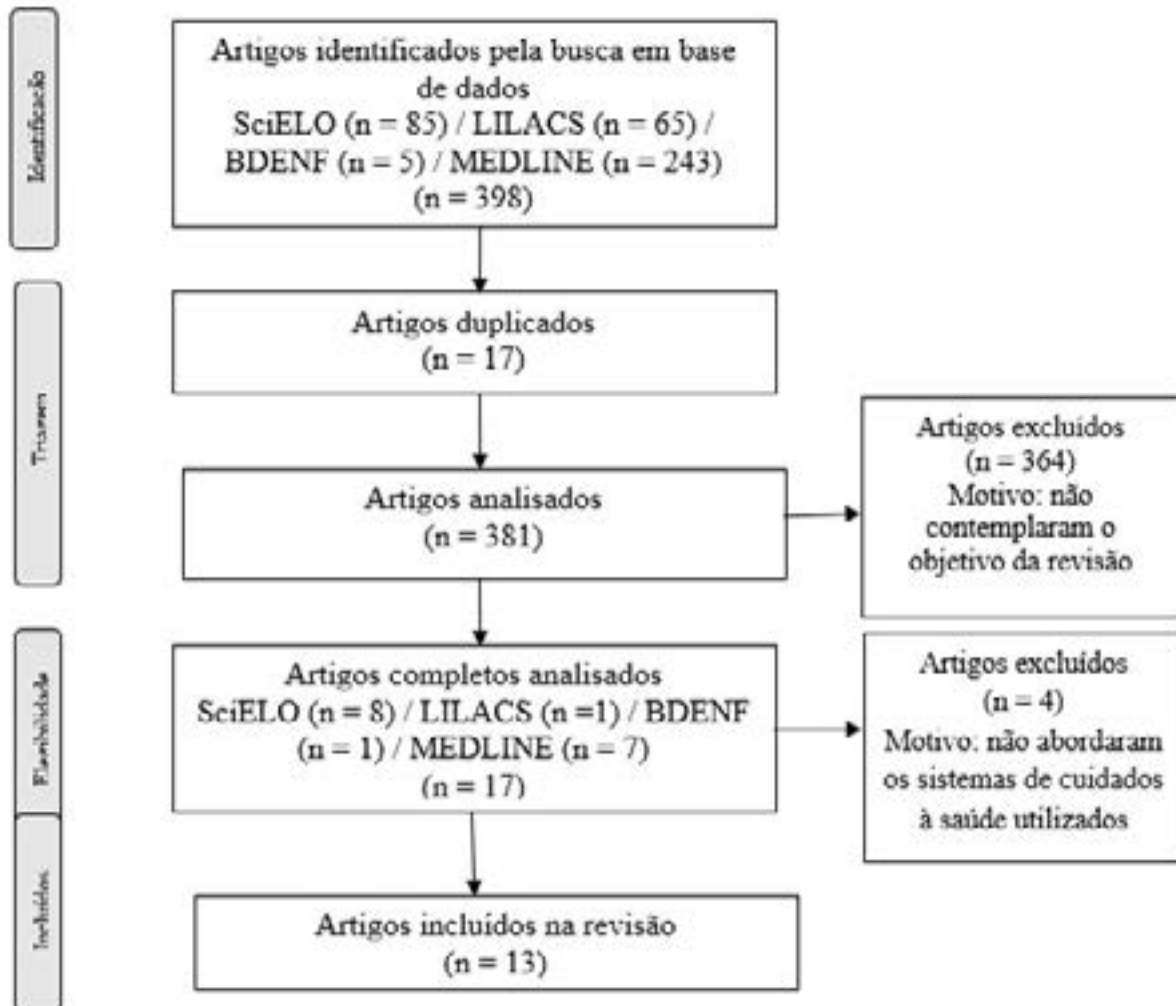 Identificação
Artigos identificados pela busca em base
de dados
SciELO (n = 85) / LILACS (n = 65) /
BDENF (n = 5) / MEDLINE (n = 243)
(n = 398)
Triagem
Artigos duplicados
(n = 17)
Artigos analisados
(n = 381)
Artigos excluídos
(n = 364)
Motivo: não
contemplaram o
objetivo da revisão
Artigos completos analisados
SciELO (n = 8) / LILACS (n =1) / BDENF
(n = 1) / MEDLINE (n = 7)
(n = 17)
Artigos excluídos
(n = 4)
Motivo: não abordaram
os sistemas de cuidados
à saúde utilizados
Incluídos
Artigos incluídos na revisão
(n = 13)